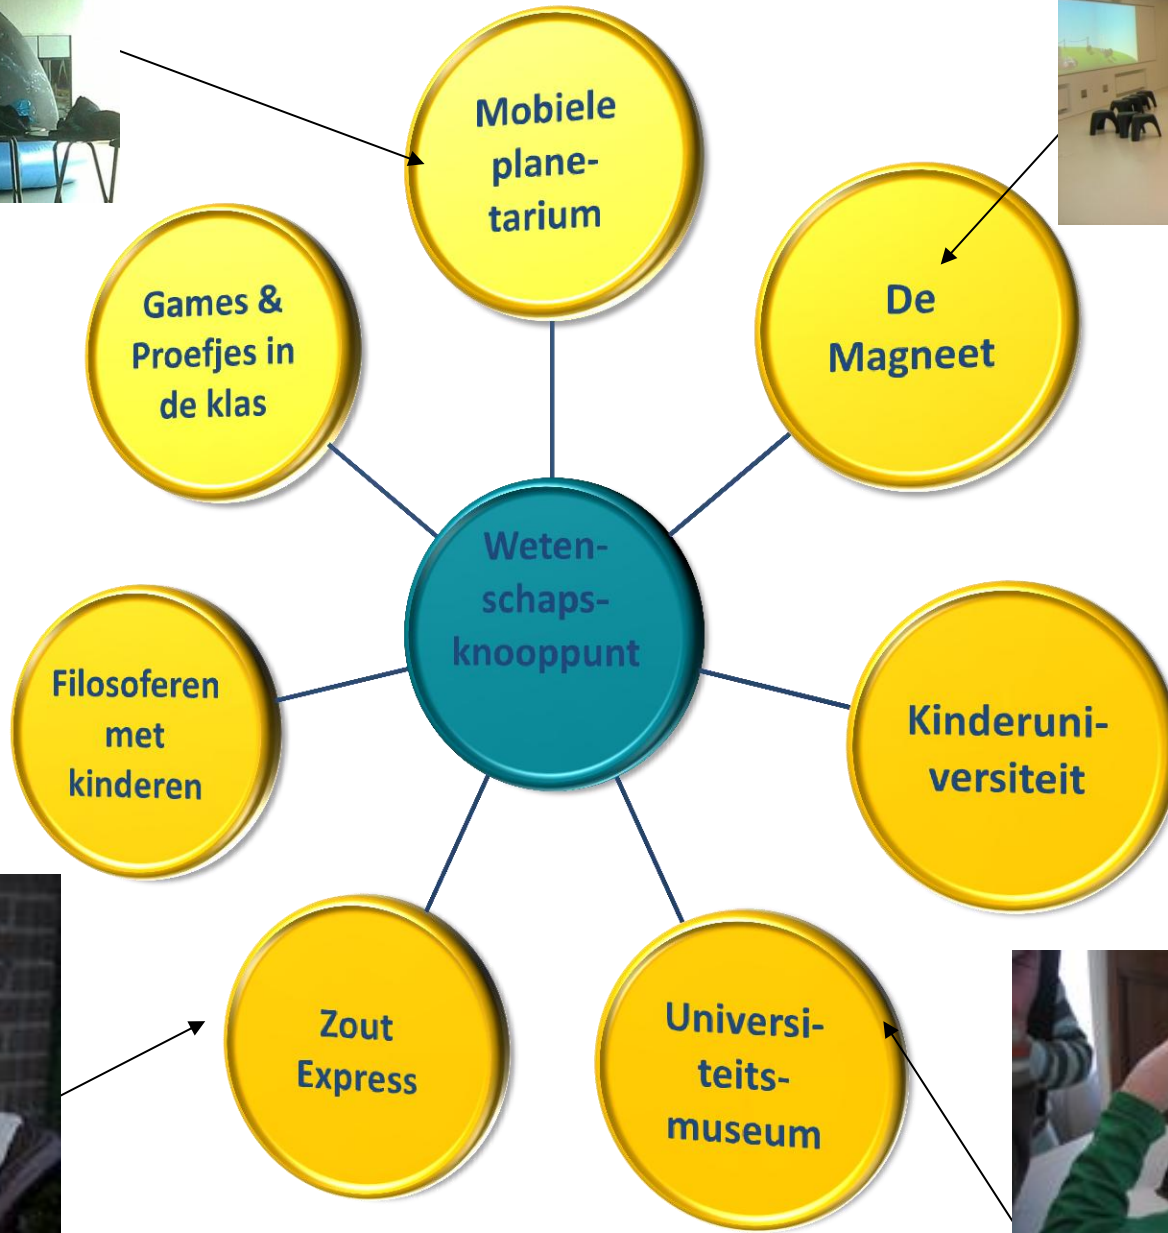 Mobiele
plane-
tarium
De
Magneet
Games &
Proefjes in
de klas
Weten-
schaps-
knooppunt
Filosoferen
met
kinderen
Kinderuni-
versiteit
Zout
Express
Universi-
teits-
museum